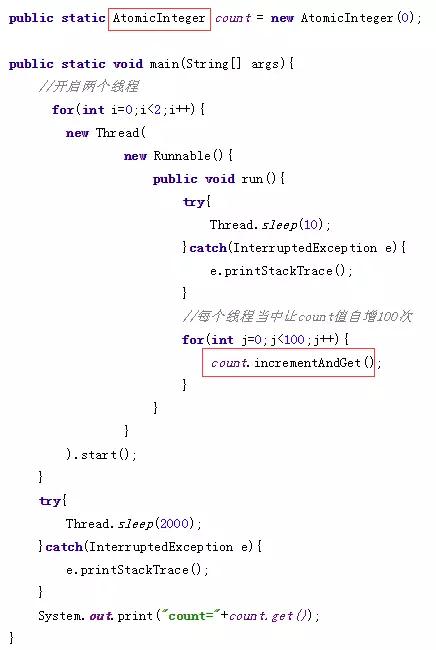 public static AtomicInteger count = new AtomicInteger(0);
public static void main(String[] args){
//开启两个线程
for(int i=0;i<2;i++){
new Thread(
new Runnable(){
public void run(){
try{
Thread.sleep(10);
}catch(InterruptedException e){
e.printStackTrace();
}
//每个线程当中让count值自增100次
for(int j=0;j<100;j++){
count.incrementAndGet();
}
}
}
).start();
}
try{
Thread.sleep(2000);
}catch(InterruptedException e){
e.printStackTrace();
}
System.out.print("count="+count.get());
}